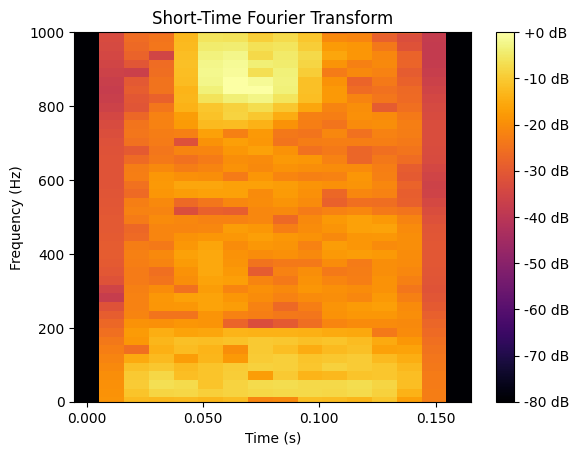 Short-Time Fourier Transform
1000
800
600
400
200
0
Frequency (Hz)
0.000
0.050
0.100
0.150
Time (s)
+0 dB
-10 dB
-20 dB
-30 dB
-40 dB
-50 dB
-60 dB
-70 dB
-80 dB